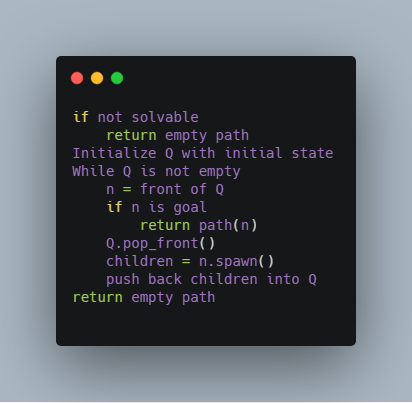 if not solvable
    return empty path
Initialize Q with initial state
While Q is not empty
    n = front of Q
    if n is goal
        return path(n)
    Q.pop_front()
    children = n.spawn()
    push back children into Q
return empty path